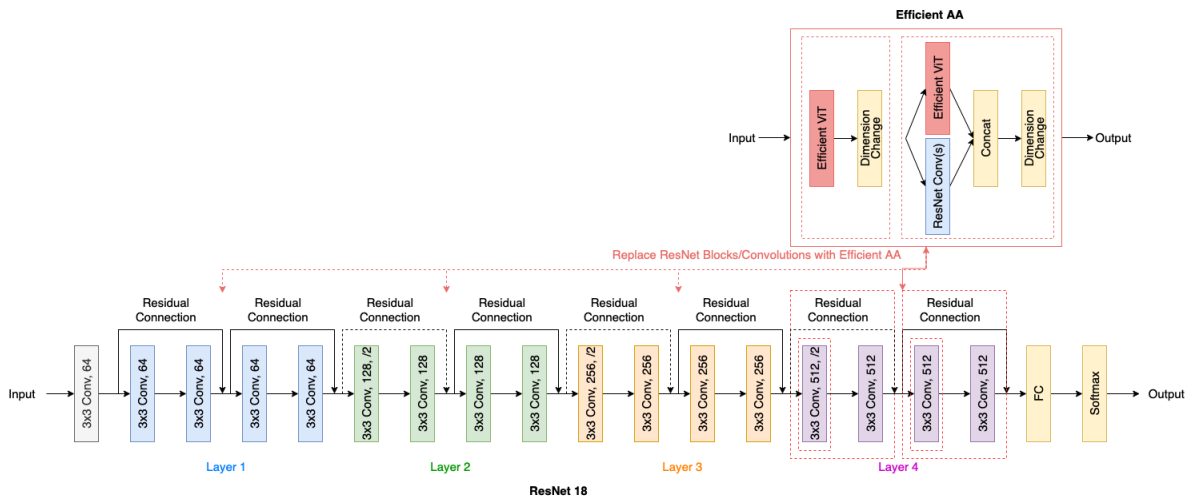 Efficient AA
Input
Efficient ViT
Dimension
Change
Efficient ViT
ResNet Conv(s)
Concat
Dimension
Change
Output
Replace ResNet Blocks/Convolutions with Efficient AA
Residual
Connection
Residual
Connection
Residual
Connection
Residual
Connection
Residual
Connection
Residual
Connection
Residual
Connection
Residual
Connection
Input
3x3 Conv, 64
3x3 Conv, 64
3x3 Conv, 64
3x3 Conv, 64
3x3 Conv, 64
3x3 Conv, 128, /2
3x3 Conv, 128
3x3 Conv, 128
3x3 Conv, 128
3x3 Conv, 256, /2
3x3 Conv, 256
3x3 Conv, 256
3x3 Conv, 256
3x3 Conv, 512, /2
3x3 Conv, 512
3x3 Conv, 512
3x3 Conv, 512
FC
Softmax
Output
Layer 1
Layer 2
Layer 3
Layer 4
ResNet 18